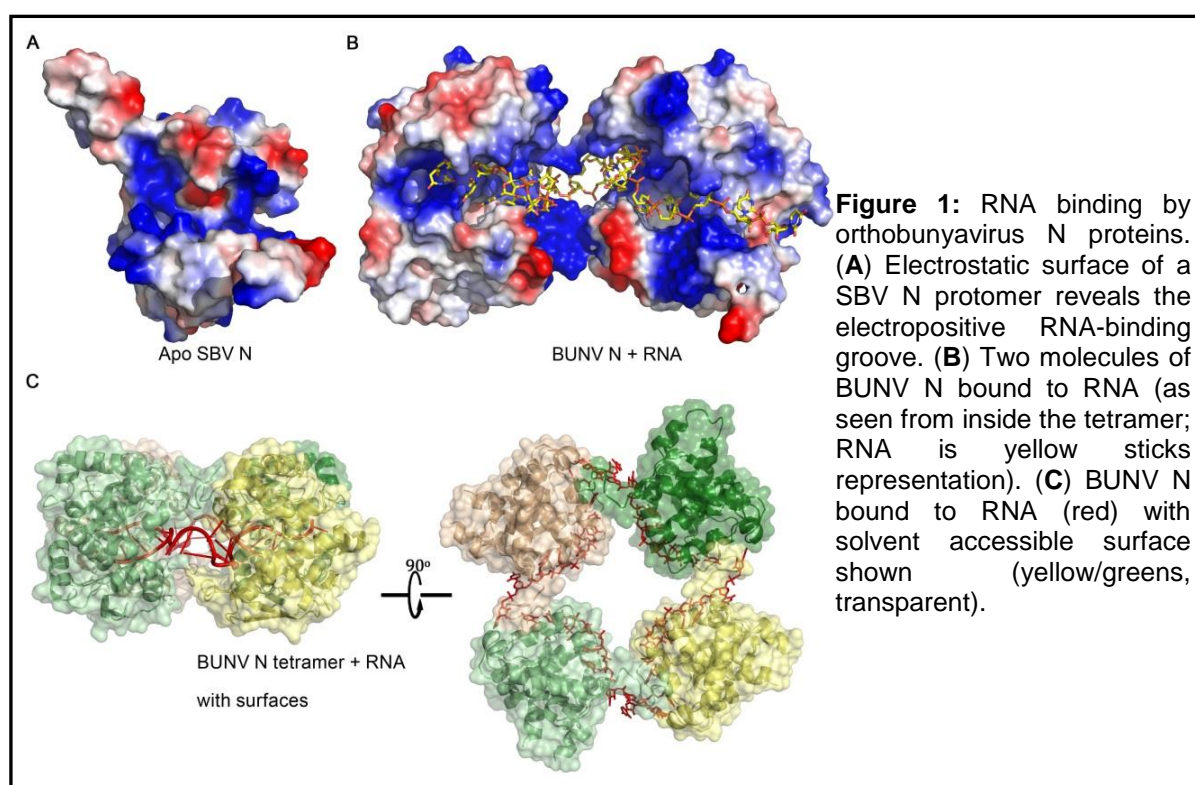 A
B
Apo SBV N
BUNV N + RNA
C
90º
BUNV N tetramer + RNA
with surfaces
Figure 1: RNA binding by
orthobunyavirus N proteins.
(A) Electrostatic surface of a
SBV N protomer reveals the
electropositive RNA-binding
groove. (B) Two molecules of
BUNV N bound to RNA (as
seen from inside the tetramer;
RNA is yellow sticks
representation). (C) BUNV N
bound to RNA (red) with
solvent accessible surface
shown (yellow/greens,
transparent).